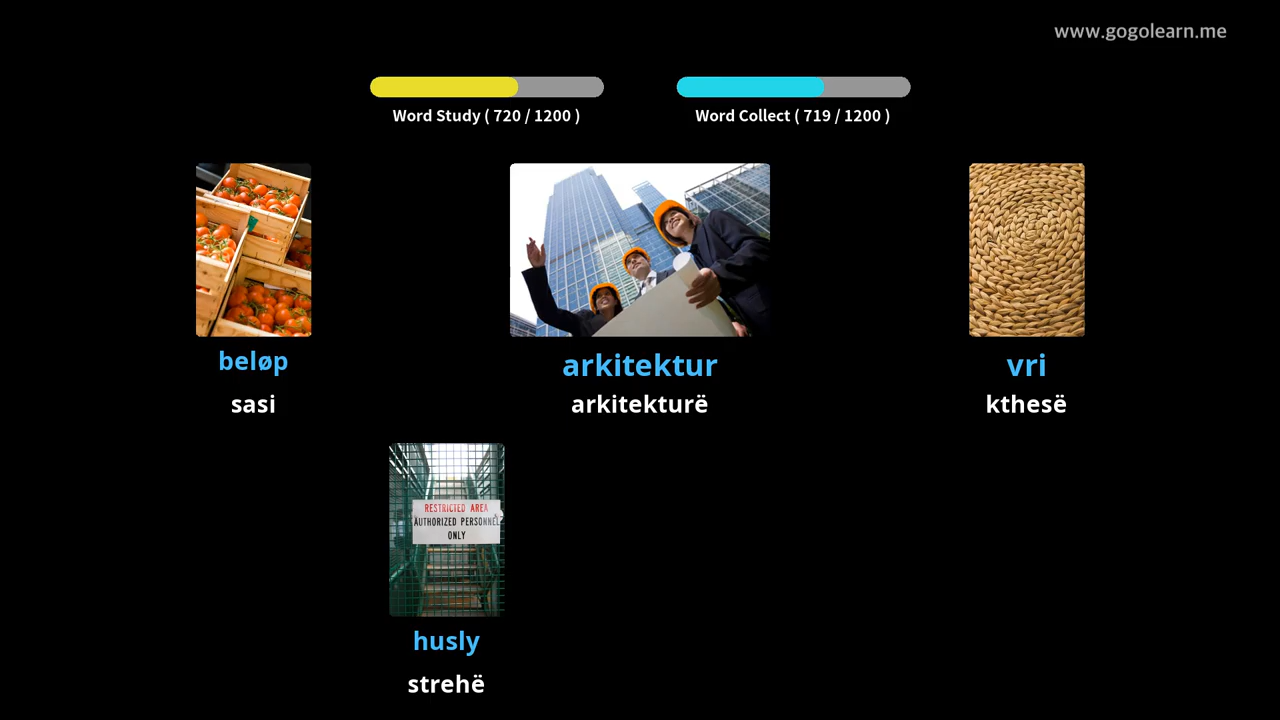 www.gogolearn.me
Word Study ( 720 / 1200 )
Word Collect ( 719 / 1200 )
beløp
arkitektur
vri
sasi
arkitekturë
kthesë
RESTRICTED AREA
AUTHORIZED PERSONNEL
ONLY
husly
strehë